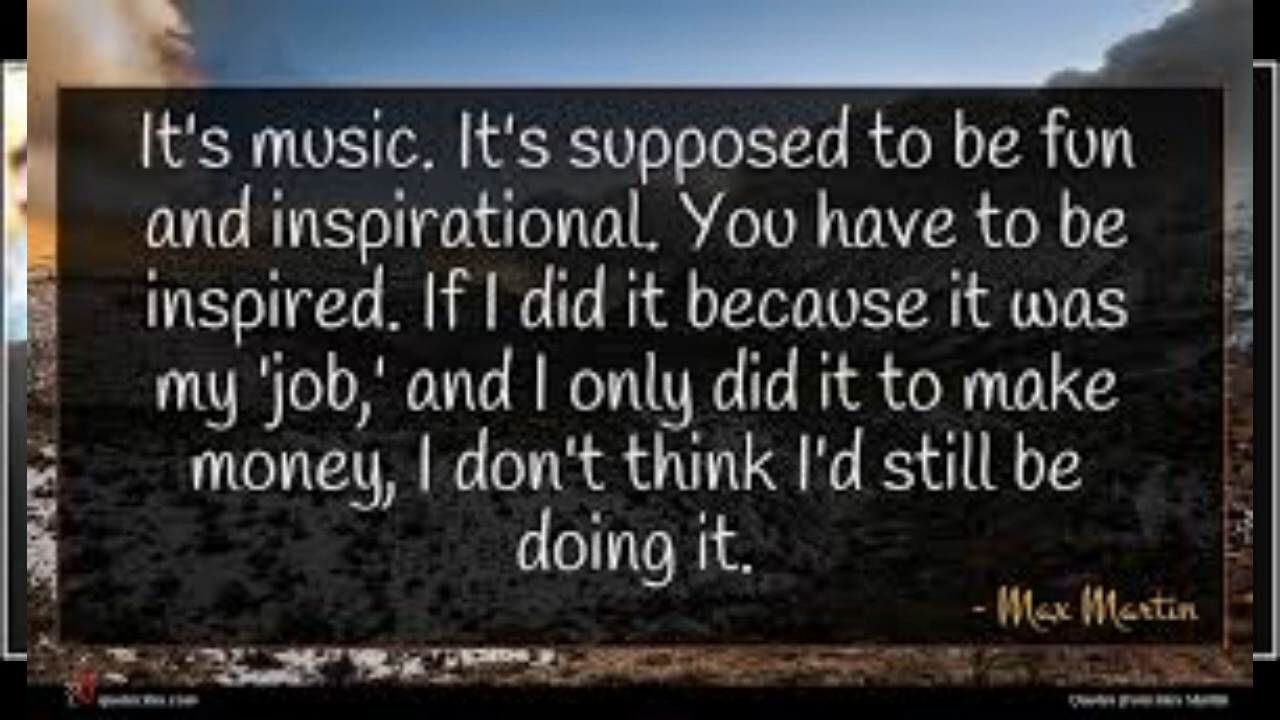 It's music. It's supposed to be fun
and inspirational. You have to be
inspired. If I did it because it was
my 'job,' and I only did it to make
money, I don't think I'd still be
doing it.
- Max Martin